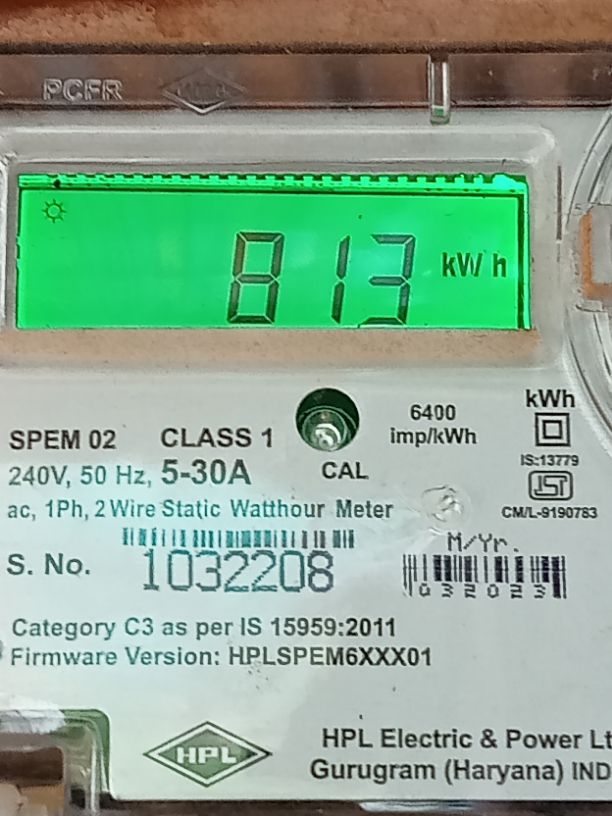 PCFR
813 kWh
kWh
6400
imp/kWh
SPEM 02 CLASS 1
CAL
IS:13779
240V, 50 Hz, 5-30A
ISI
CM/L-9190783
ac, 1Ph, 2 Wire Static Watthour Meter
M/Yr.
S. No. 1032208
032023
Category C3 as per IS 15959:2011
Firmware Version: HPLSPEM6XXX01
HPL
HPL Electric & Power Lt
Gurugram (Haryana) IND